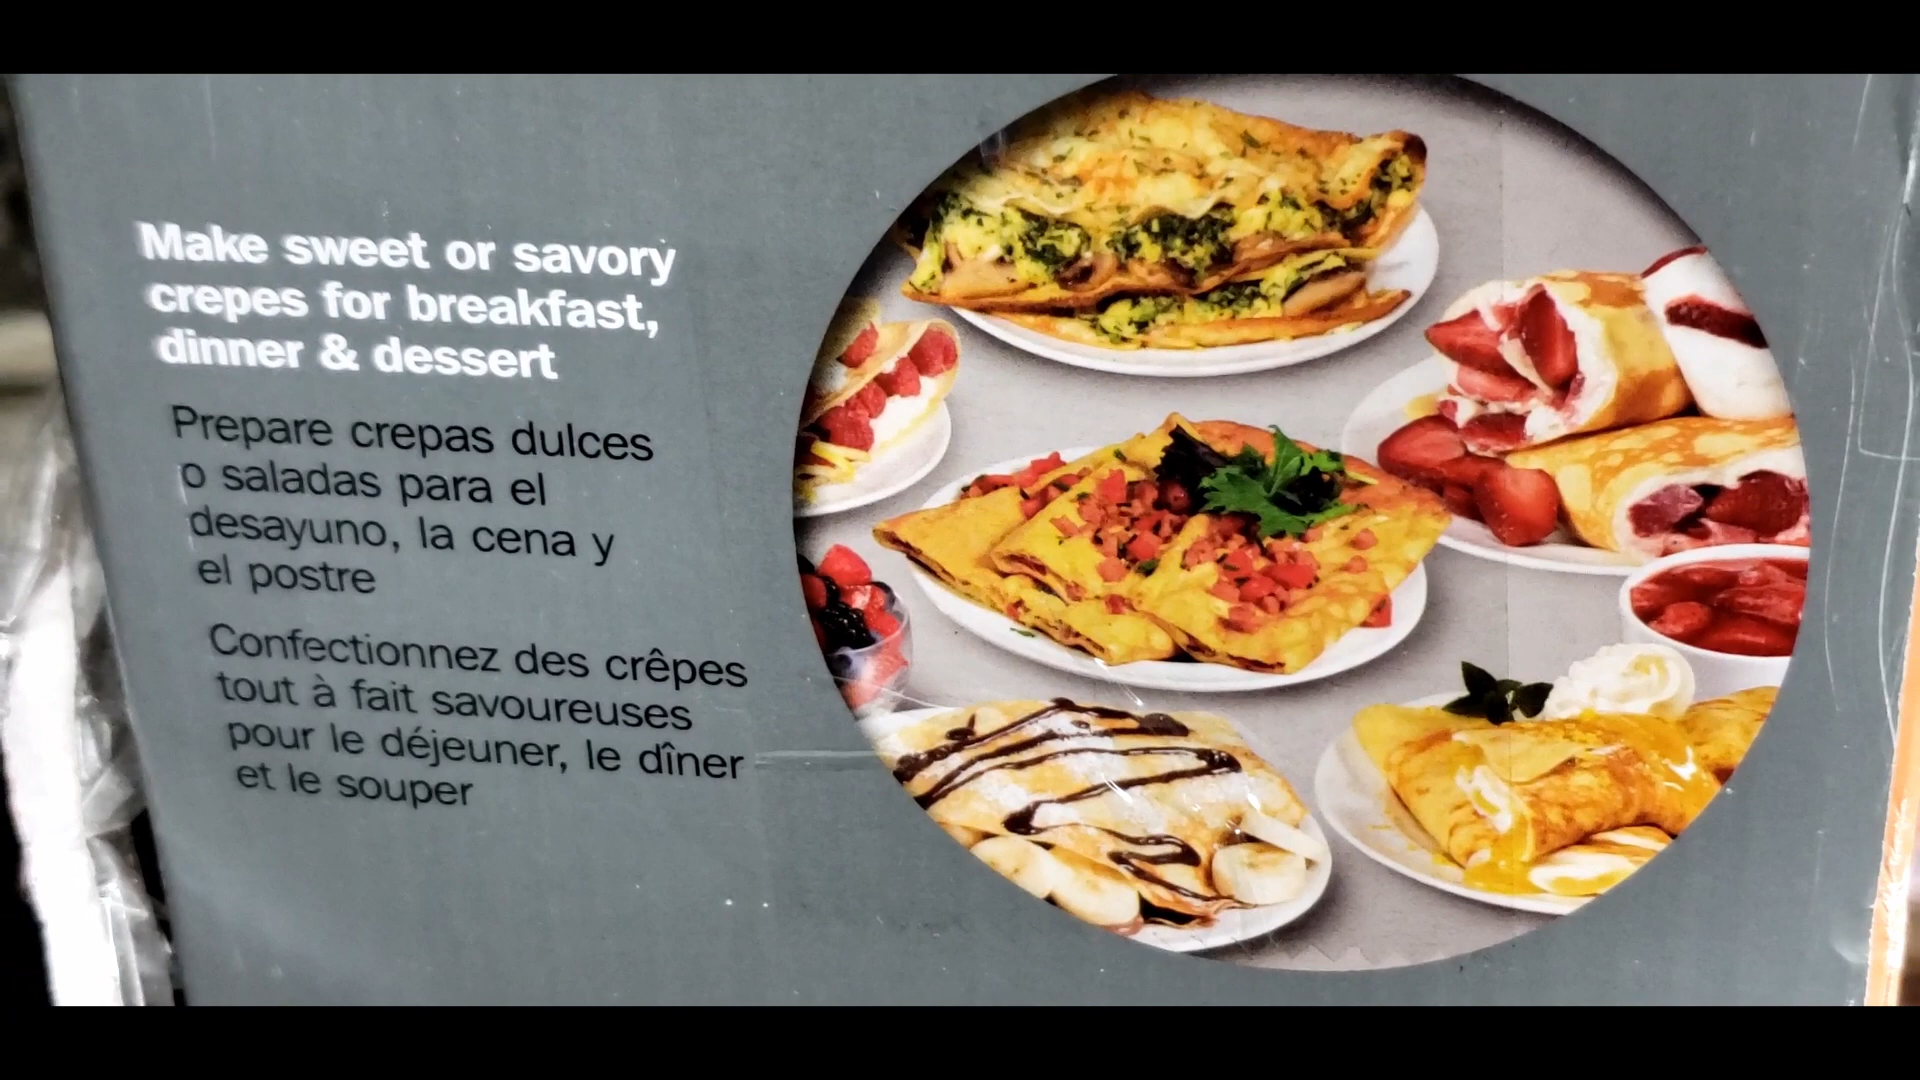 Make sweet or savory
crepes for breakfast,
dinner & dessert
Prepare crepas dulces
o saladas para el
desayuno, la cena y
el postre
Confectionnez des crêpes
tout à fait savoureuses
pour le déjeuner, le dîner
et le souper